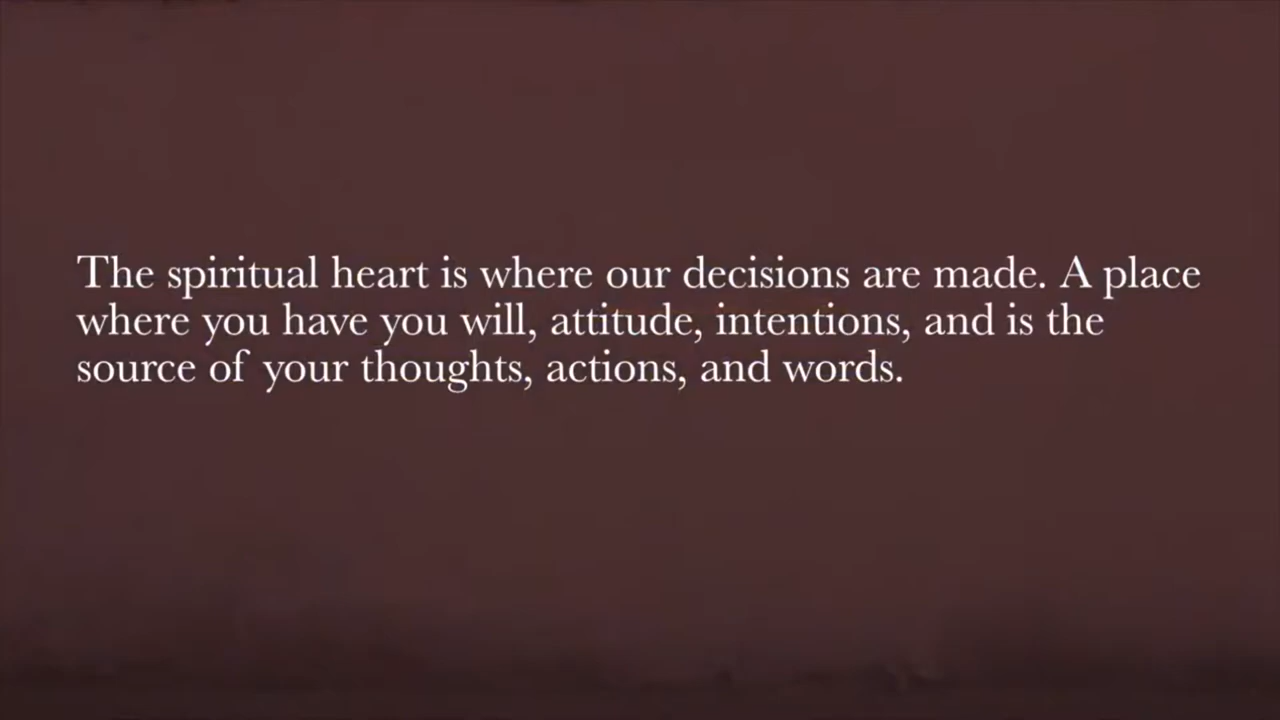 The spiritual heart is where our decisions are made. A place
where you have you will, attitude, intentions, and is the
source of your thoughts, actions, and words.